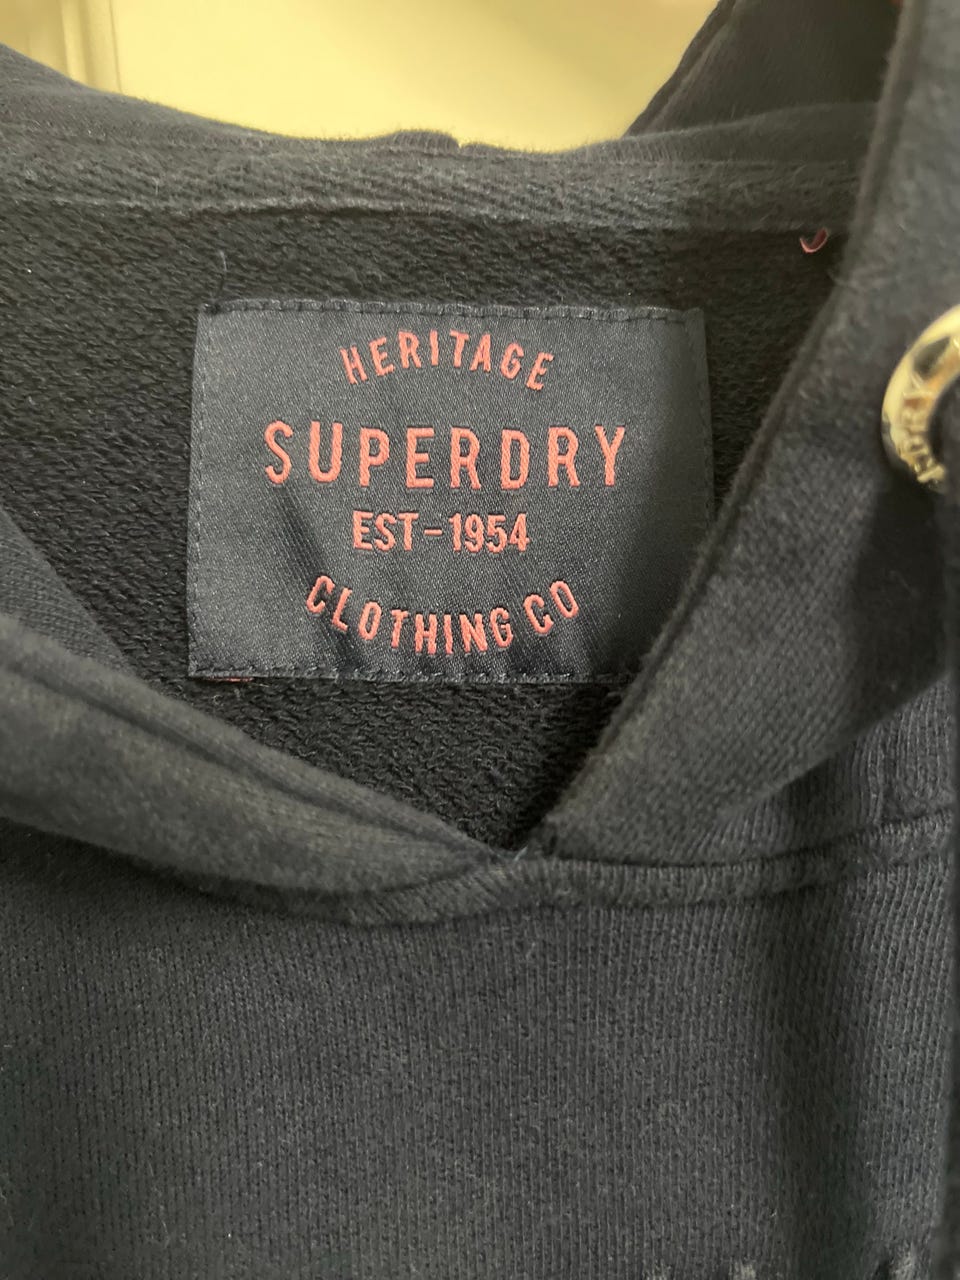 HERITAGE
SUPERDRY
EST-1954
CLOTHING CO